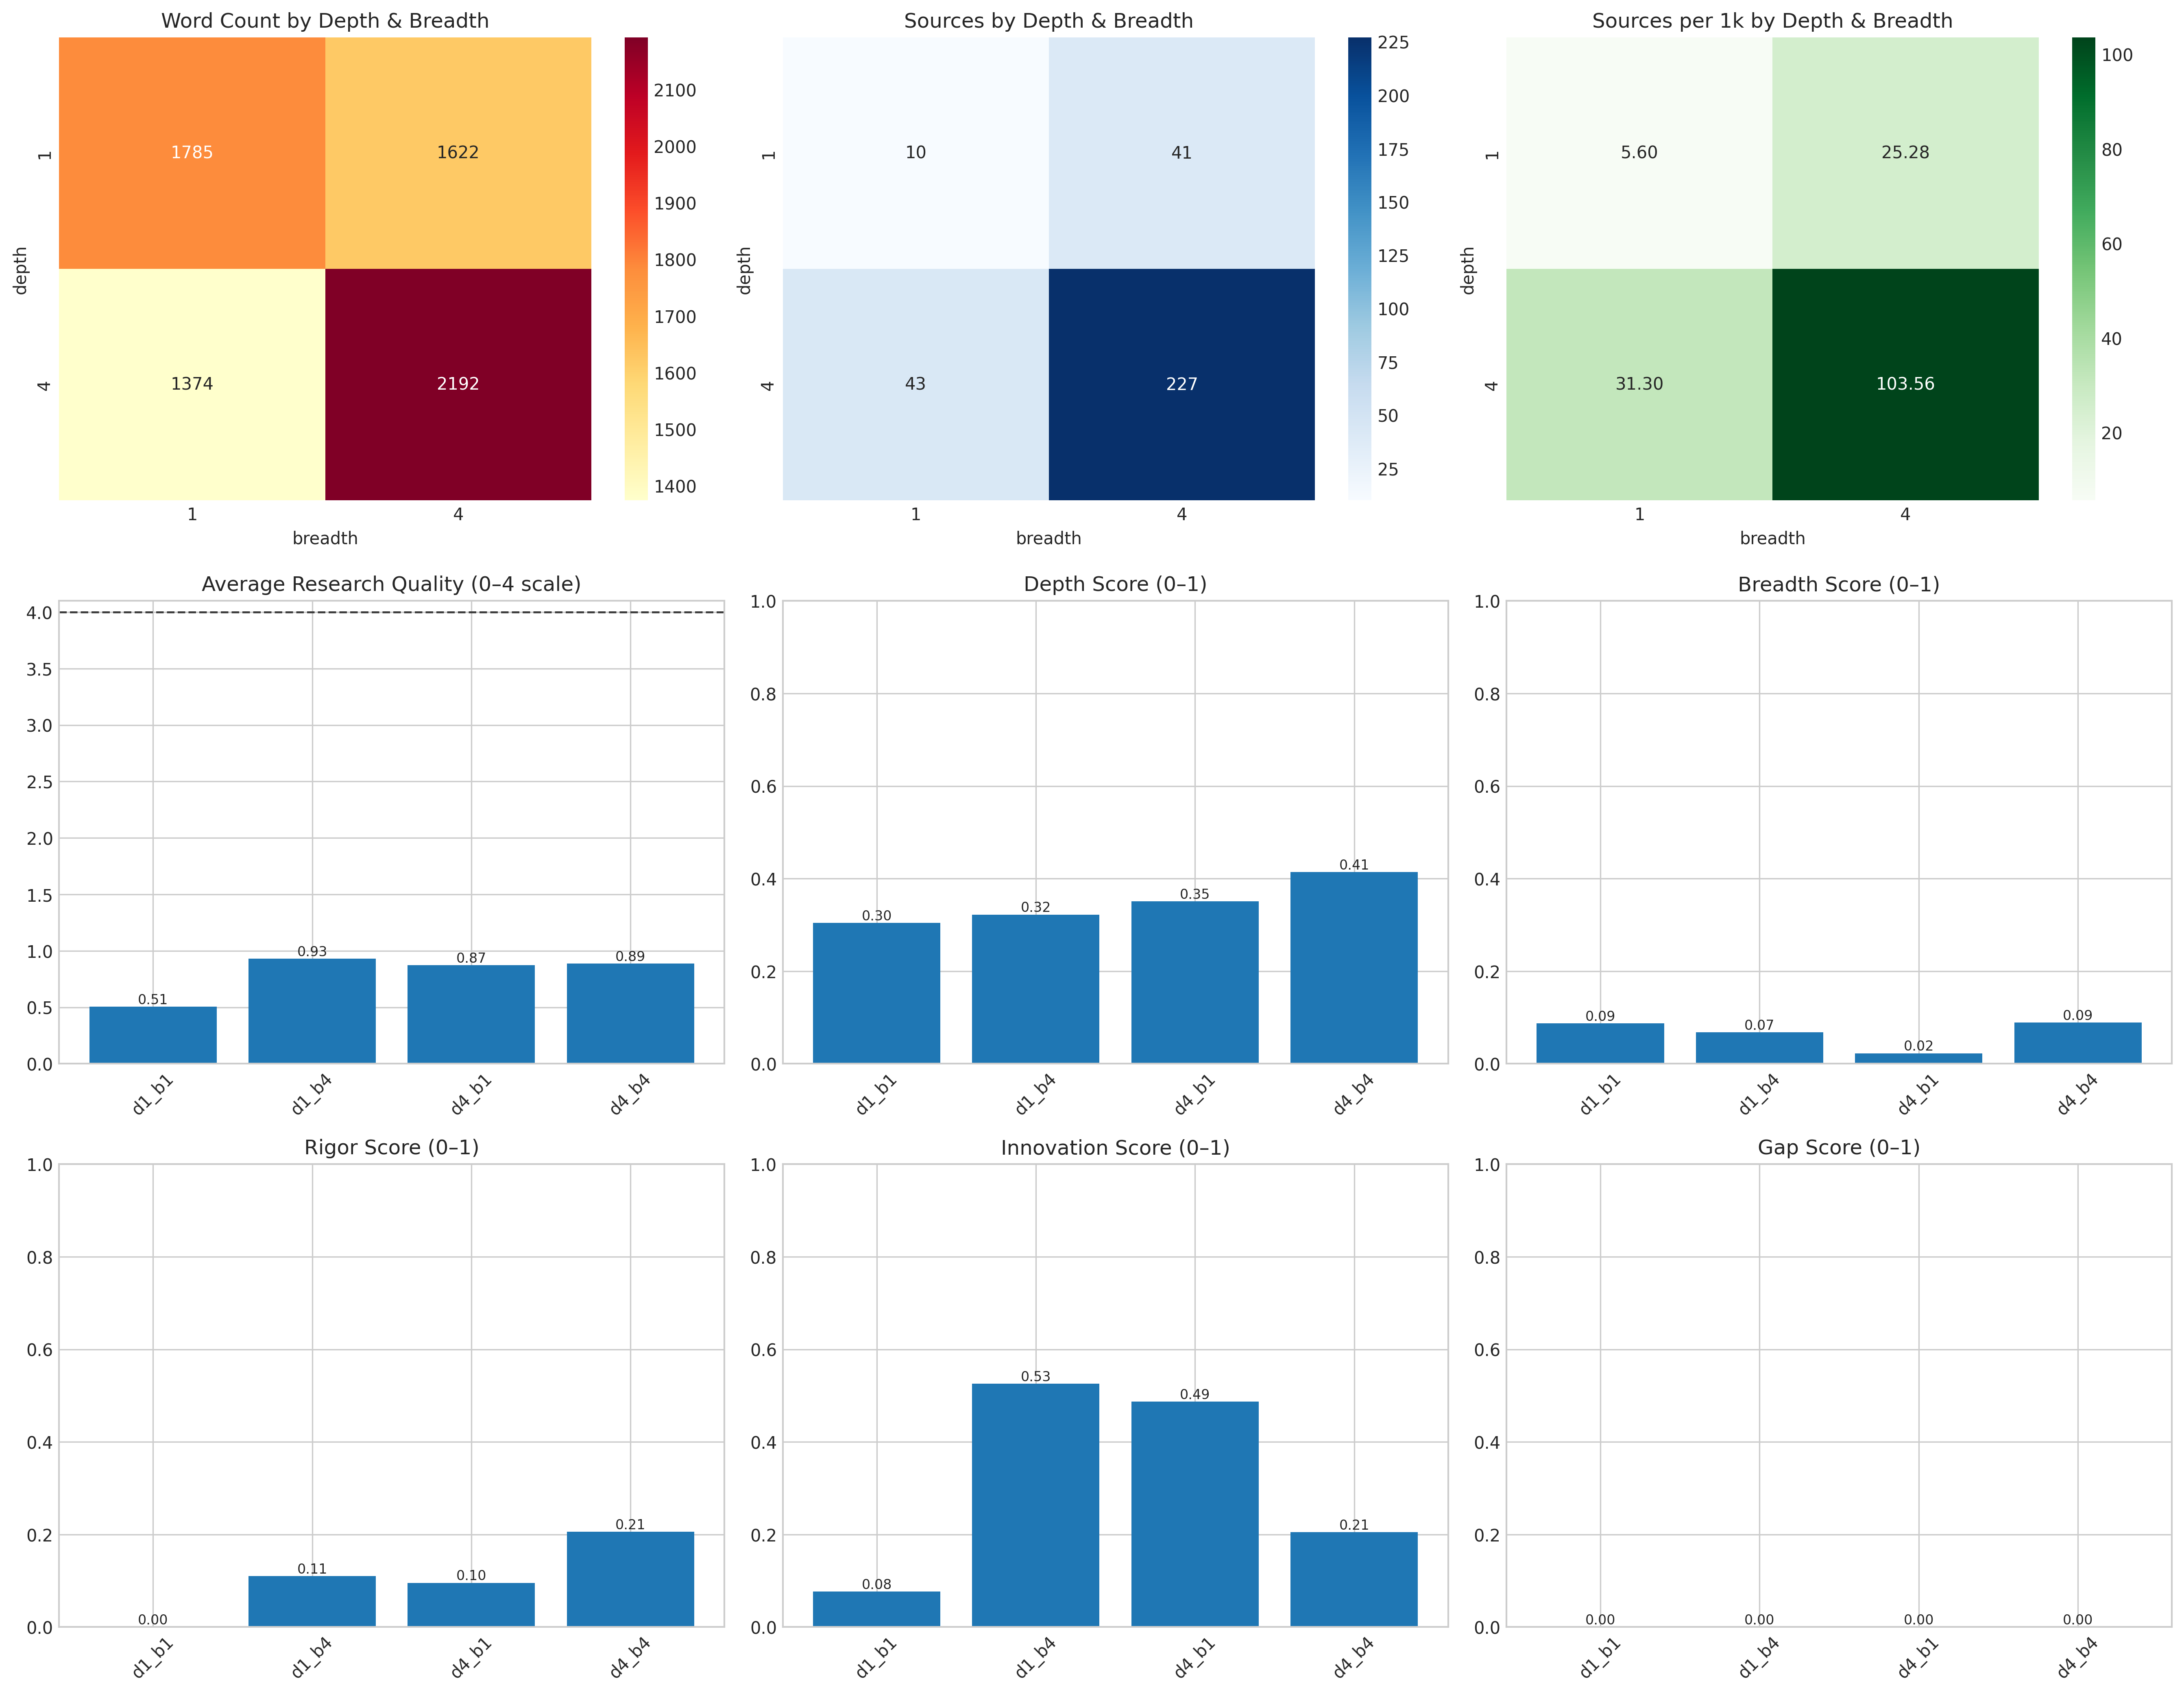 Word Count by Depth & Breadth
1785
1622
1374
2192
1
4
depth
1
4
breadth
2100
2000
1900
1800
1700
1600
1500
1400
Sources by Depth & Breadth
10
41
43
227
1
4
depth
1
4
breadth
225
200
175
150
125
100
75
50
25
Sources per 1k by Depth & Breadth
5.60
25.28
31.30
103.56
1
4
depth
1
4
breadth
100
80
60
40
20
Average Research Quality (0–4 scale)
4.0
3.5
3.0
2.5
2.0
1.5
1.0
0.5
0.0
0.51
0.93
0.87
0.89
d1_b1
d1_b4
d4_b1
d4_b4
Depth Score (0–1)
1.0
0.8
0.6
0.4
0.2
0.0
0.30
0.32
0.35
0.41
d1_b1
d1_b4
d4_b1
d4_b4
Breadth Score (0–1)
1.0
0.8
0.6
0.4
0.2
0.0
0.09
0.07
0.02
0.09
d1_b1
d1_b4
d4_b1
d4_b4
Rigor Score (0–1)
1.0
0.8
0.6
0.4
0.2
0.0
0.00
0.11
0.10
0.21
d1_b1
d1_b4
d4_b1
d4_b4
Innovation Score (0–1)
1.0
0.8
0.6
0.4
0.2
0.0
0.08
0.53
0.49
0.21
d1_b1
d1_b4
d4_b1
d4_b4
Gap Score (0–1)
1.0
0.8
0.6
0.4
0.2
0.0
0.00
0.00
0.00
0.00
d1_b1
d1_b4
d4_b1
d4_b4